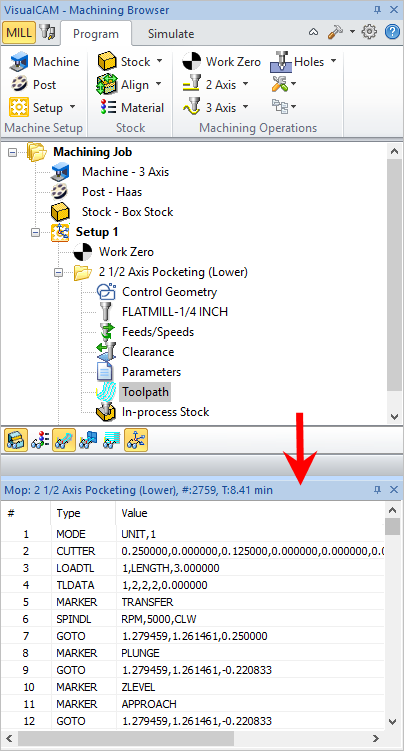 VisualCAM - Machining Browser
MILL Program Simulate
Machine Stock Work Zero Holes
Post Align 2 Axis
Setup Material 3 Axis
Machine Setup Stock Machining Operations
Machining Job
Machine - 3 Axis
Post - Haas
Stock - Box Stock
Setup 1
Work Zero
2 1/2 Axis Pocketing (Lower)
Control Geometry
FLATMILL-1/4 INCH
Feeds/Speeds
Clearance
Parameters
Toolpath
In-process Stock
Mop: 2 1/2 Axis Pocketing (Lower), #:2759, T:8.41 min
# Type Value
1 MODE UNIT,1
2 CUTTER 0.250000,0.000000,0.125000,0.000000,0.000000,0.0
3 LOADTL 1,LENGTH,3.000000
4 TLDATA 1,2,2,2,0.000000
5 MARKER TRANSFER
6 SPINDL RPM,5000,CLW
7 GOTO 1.279459,1.261461,0.250000
8 MARKER PLUNGE
9 GOTO 1.279459,1.261461,-0.220833
10 MARKER ZLEVEL
11 MARKER APPROACH
12 GOTO 1.279459,1.261461,-0.220833